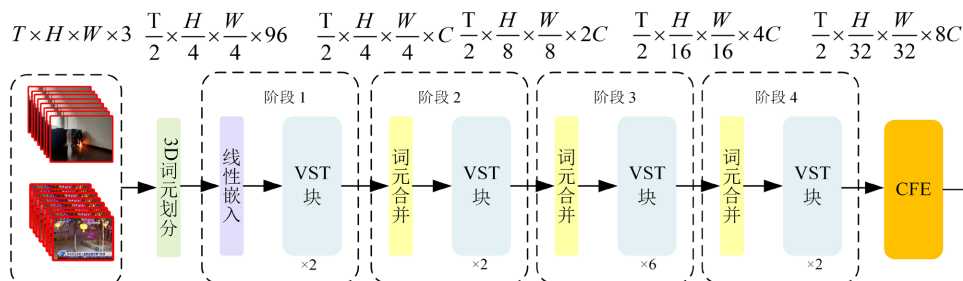 T×H×W×3
T/2×H/4×W/4×96
T/2×H/4×W/4×C
T/2×H/8×W/8×2C
T/2×H/16×W/16×4C
T/2×H/32×W/32×8C
阶段 1
阶段 2
阶段 3
阶段 4
3D词元划分
线性嵌入
VST
块
×2
词元合并
VST
块
×2
词元合并
VST
块
×6
词元合并
VST
块
×2
CFE